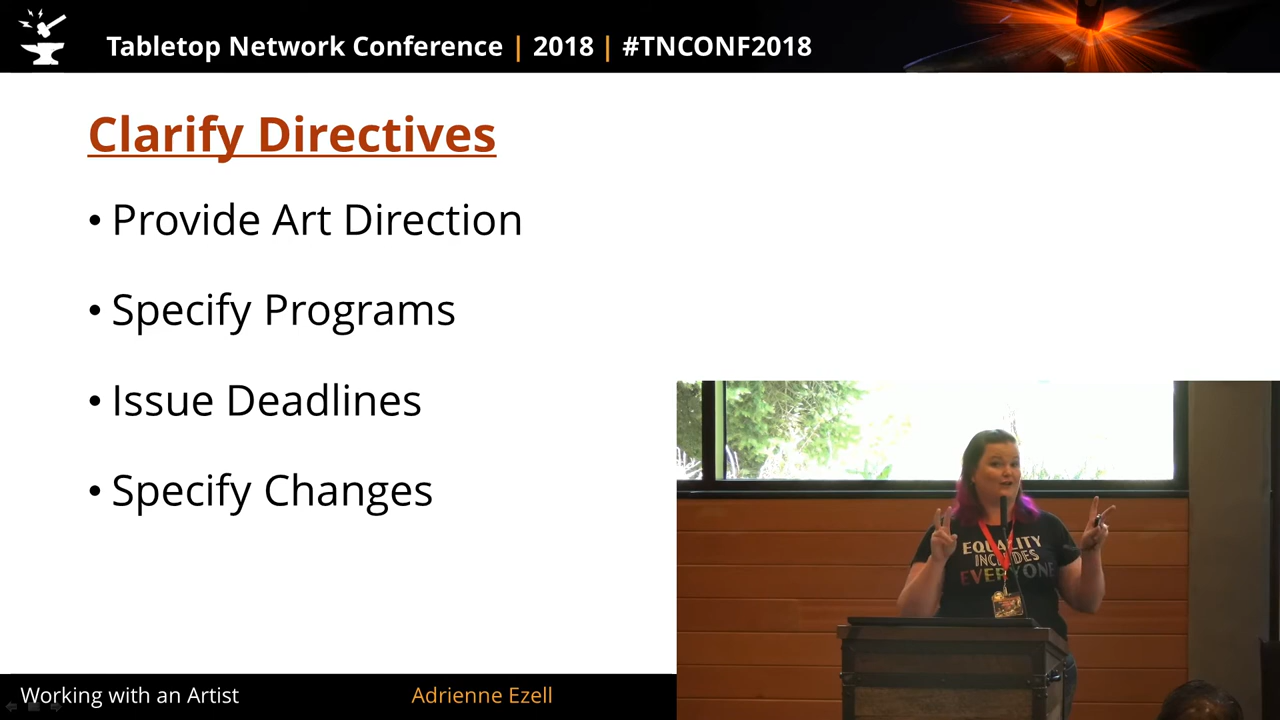 Tabletop Network Conference | 2018 | #TNCONF2018
Clarify Directives
• Provide Art Direction
• Specify Programs
• Issue Deadlines
• Specify Changes
EQUALITY
INCLUDES
EVERYONE
Working with an Artist
Adrienne Ezell